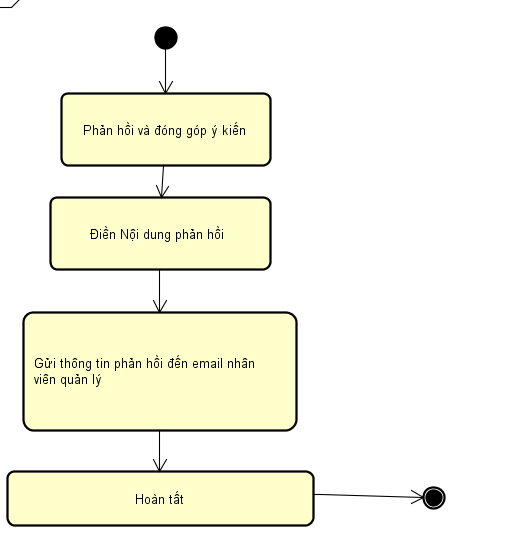 Phản hồi và đóng góp ý kiến
Điền Nội dung phản hồi
Gửi thông tin phản hồi đến email nhân
viên quản lý
Hoàn tất